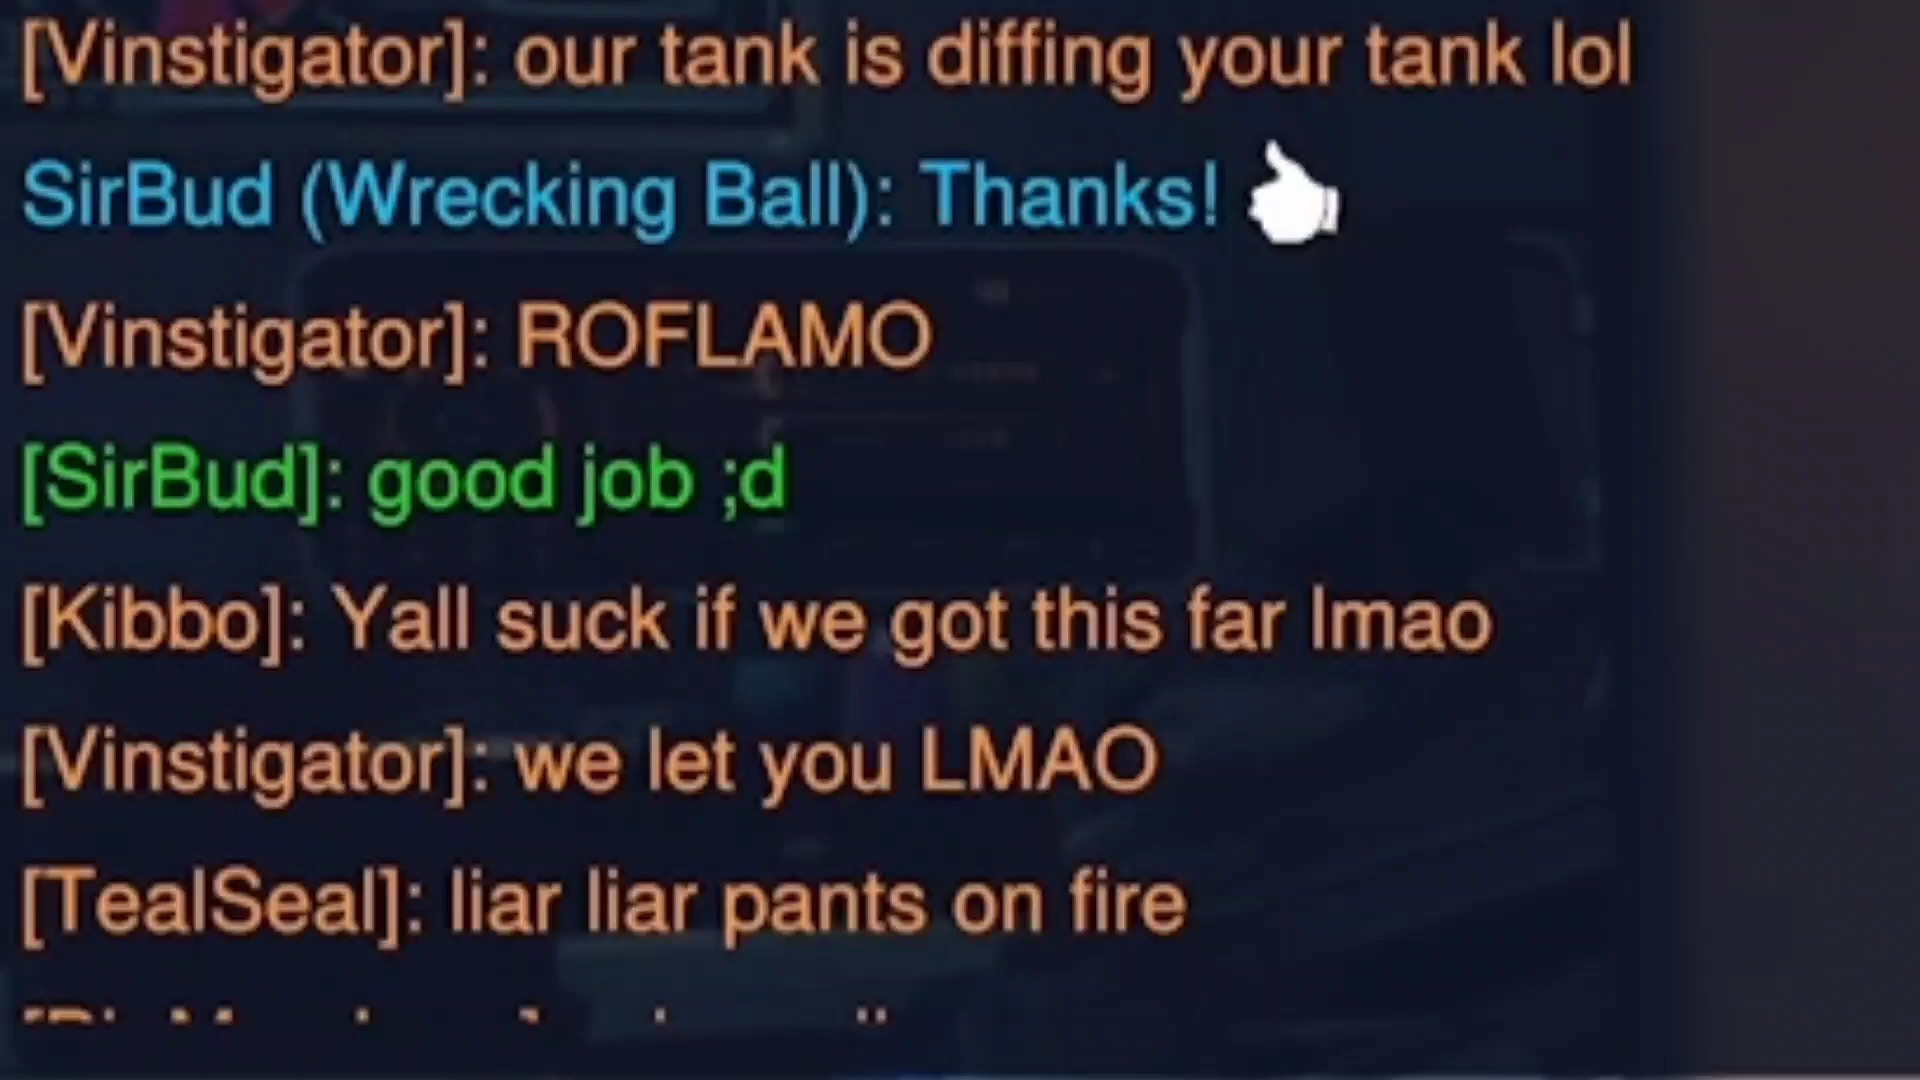 [Vinstigator]: our tank is diffing your tank lol
SirBud (Wrecking Ball): Thanks!
[Vinstigator]: ROFLAMO
[SirBud]: good job ;d
[Kibbo]: Yall suck if we got this far lmao
[Vinstigator]: we let you LMAO
[TealSeal]: liar liar pants on fire